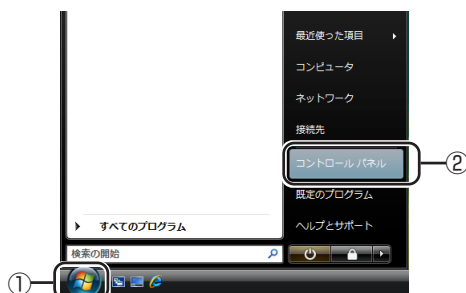 最近使った項目
コンピュータ
ネットワーク
接続先
コントロール パネル
②
既定のプログラム
すべてのプログラム
ヘルプとサポート
検索の開始
①